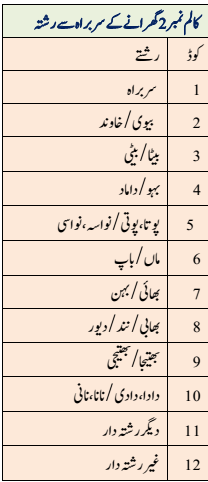 کالم نمبر2 گھرانے کے سربراہ سے رشتہ
کوڈ رشتے
1 سربراہ
2 بیوی/خاوند
3 بیٹا/بیٹی
4 بہو/داماد
5 پوتا،پوتی/نواسہ،نواسی
6 ماں/باپ
7 بھائی/بہن
8 بھابی/نند/دیور
9 بھتیجا/بھتیجی
10 دادا،دادی/نانا،نانی
11 دیگر رشتہ دار
12 غیر رشتہ دار